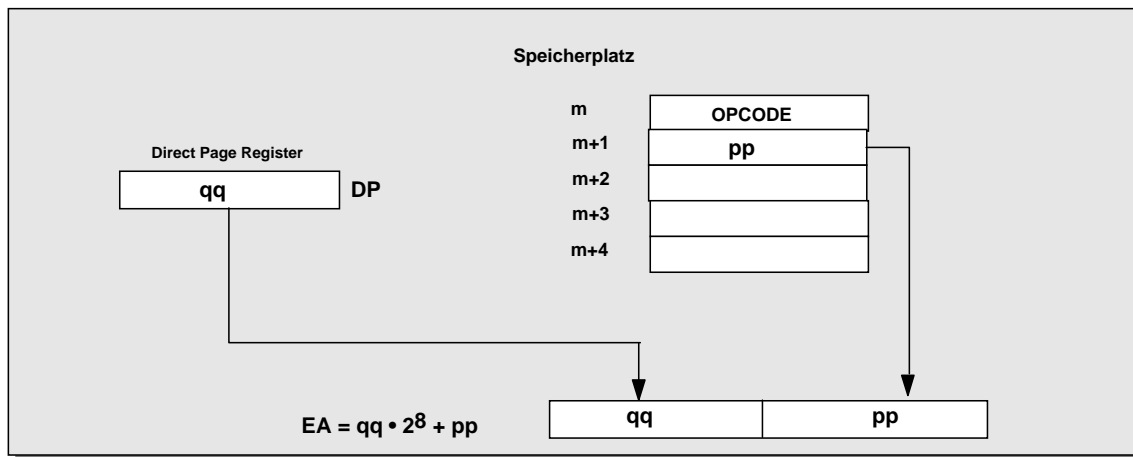 Speicherplatz
m OPCODE
m+1 pp
Direct Page Register
m+2
qq DP
m+3
m+4
qq pp
EA = qq • 2⁸ + pp